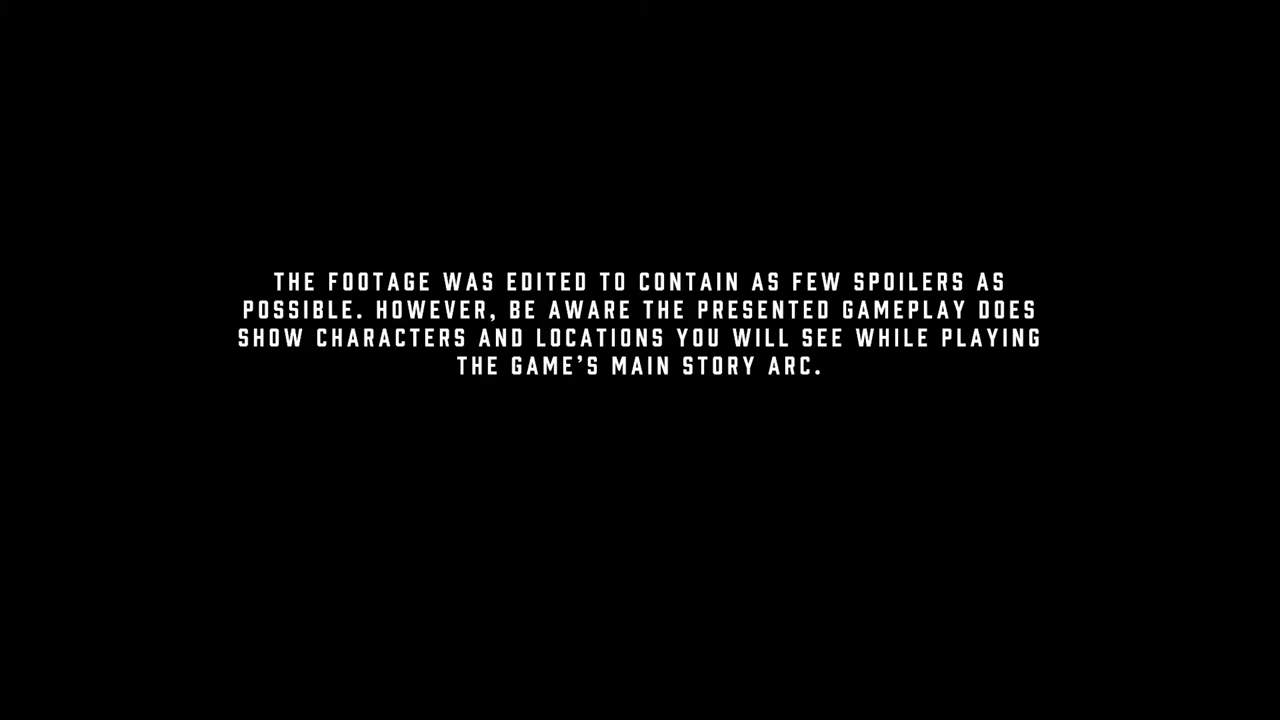 THE FOOTAGE WAS EDITED TO CONTAIN AS FEW SPOILERS AS
POSSIBLE. HOWEVER, BE AWARE THE PRESENTED GAMEPLAY DOES
SHOW CHARACTERS AND LOCATIONS YOU WILL SEE WHILE PLAYING
THE GAME’S MAIN STORY ARC.